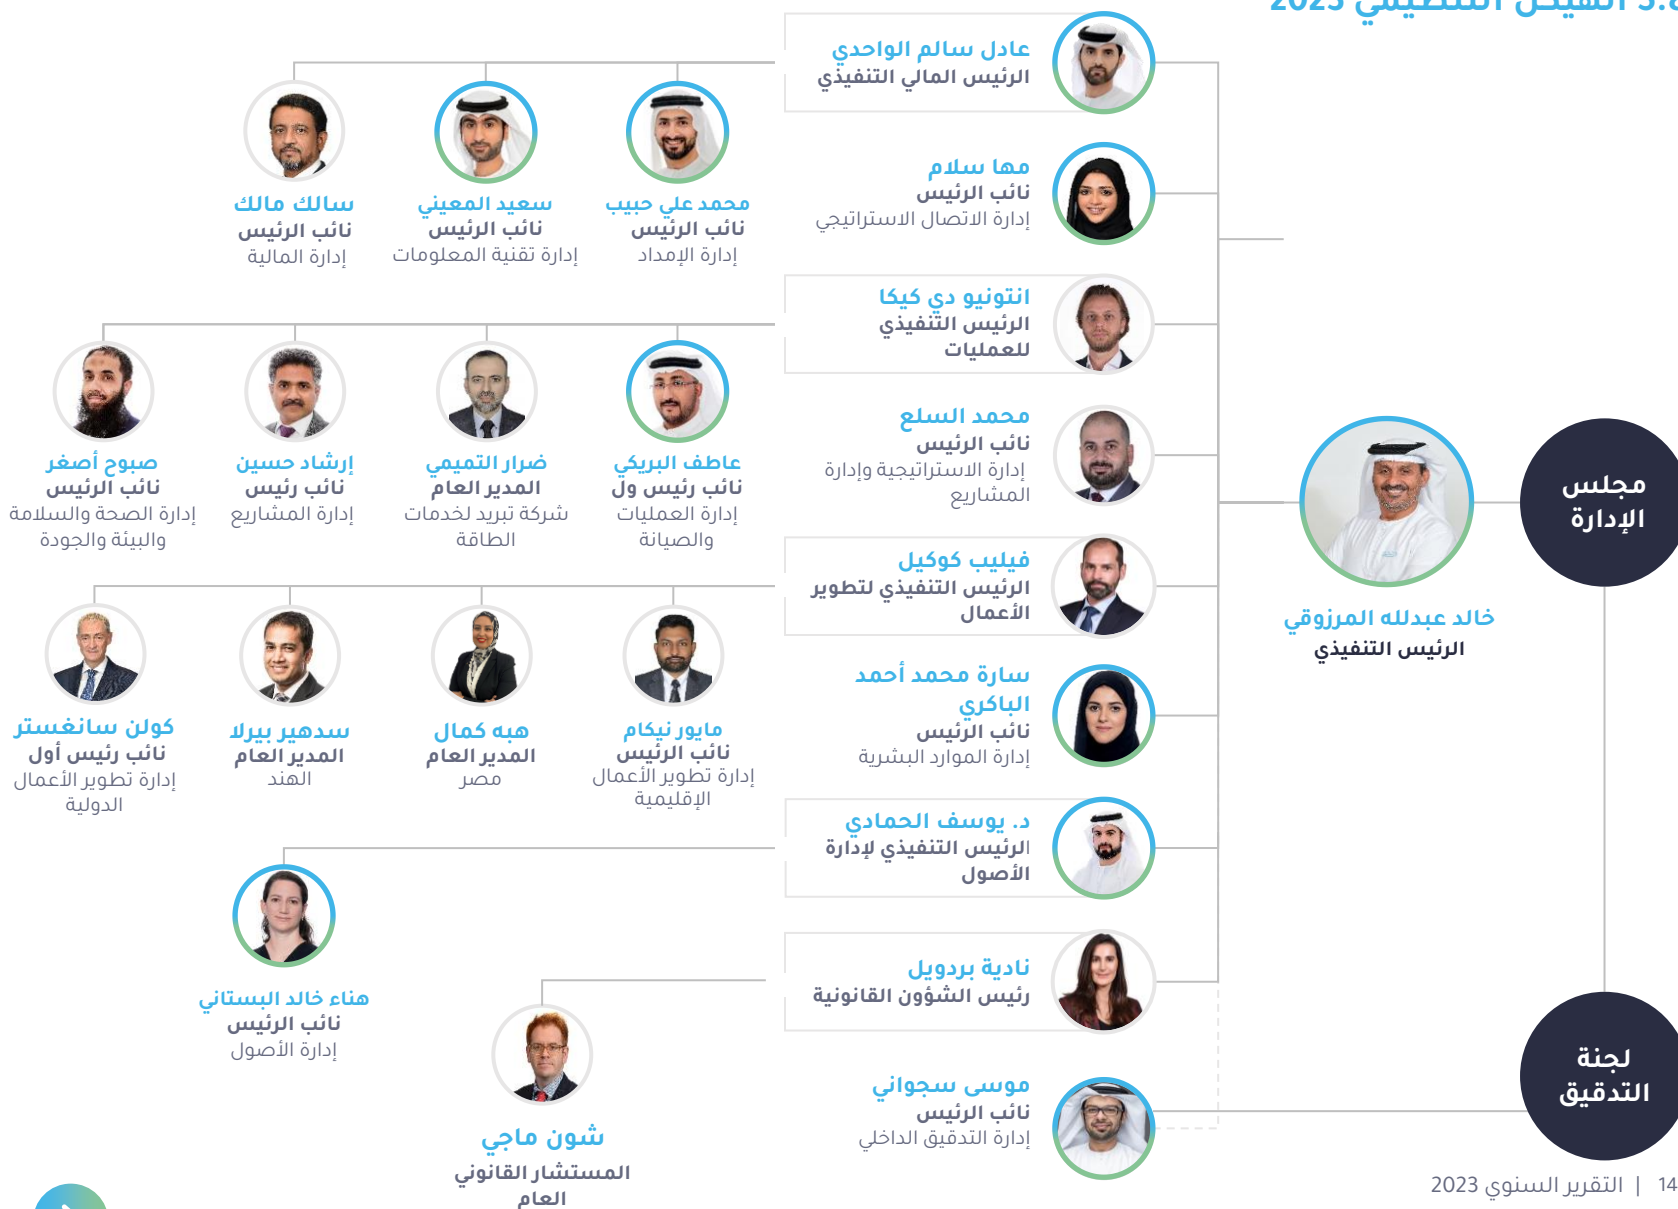 3.8 الهيكل التنظيمي 2023
مجلس
الإدارة
خالد عبدلله المرزوقي
الرئيس التنفيذي
لجنة
التدقيق
عادل سالم الواحدي
الرئيس المالي التنفيذي
محمد علي حبيب
نائب الرئيس
إدارة الإمداد
سعيد المعيني
نائب الرئيس
إدارة تقنية المعلومات
سالك مالك
نائب الرئيس
إدارة المالية
مها سلام
نائب الرئيس
إدارة الاتصال الاستراتيجي
انتونيو دي كيكا
الرئيس التنفيذي
للعمليات
عاطف البريكي
نائب رئيس ول
إدارة العمليات
والصيانة
ضرار التميمي
المدير العام
شركة تبريد لخدمات
الطاقة
إرشاد حسين
نائب رئيس
إدارة المشاريع
صبوح أصغر
نائب الرئيس
إدارة الصحة والسلامة
والبيئة والجودة
محمد السلع
نائب الرئيس
إدارة الاستراتيجية وإدارة
المشاريع
فيليب كوكيل
الرئيس التنفيذي لتطوير
الأعمال
مايور نيكام
نائب الرئيس
إدارة تطوير الأعمال
الإقليمية
هبه كمال
المدير العام
مصر
سدهير بيرلا
المدير العام
الهند
كولن سانغستر
نائب رئيس أول
إدارة تطوير الأعمال
الدولية
سارة محمد أحمد
الباكري
نائب الرئيس
إدارة الموارد البشرية
د. يوسف الحمادي
الرئيس التنفيذي لإدارة
الأصول
هناء خالد البستاني
نائب الرئيس
إدارة الأصول
نادية بردويل
رئيس الشؤون القانونية
شون ماجي
المستشار القانوني
العام
موسى سجواني
نائب الرئيس
إدارة التدقيق الداخلي
14 | التقرير السنوي 2023